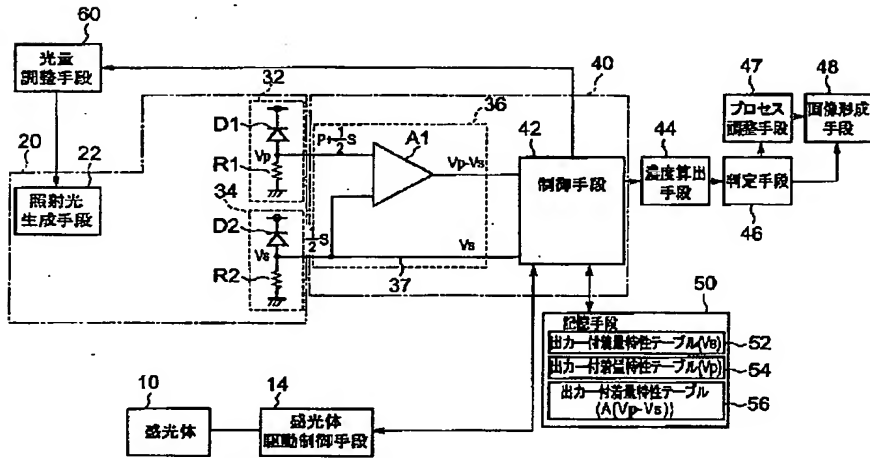 60
光量
調整手段
20
22
照射光
生成手段
32
D1
Vp
R1
34
D2
Vs
R2
P+1/2S
1/2S
40
36
A1
Vp-Vs
Vs
37
42
制御手段
44
濃度算出
手段
47
プロセス
調整手段
48
画像形成
手段
判定手段
46
50
記憶手段
出力ー付着量特性テーブル(Vs)
52
出力ー付着量特性テーブル(Vp)
54
出力ー付着量特性テーブル
(A(Vp-Vs))
56
10
感光体
14
感光体
駆動制御手段